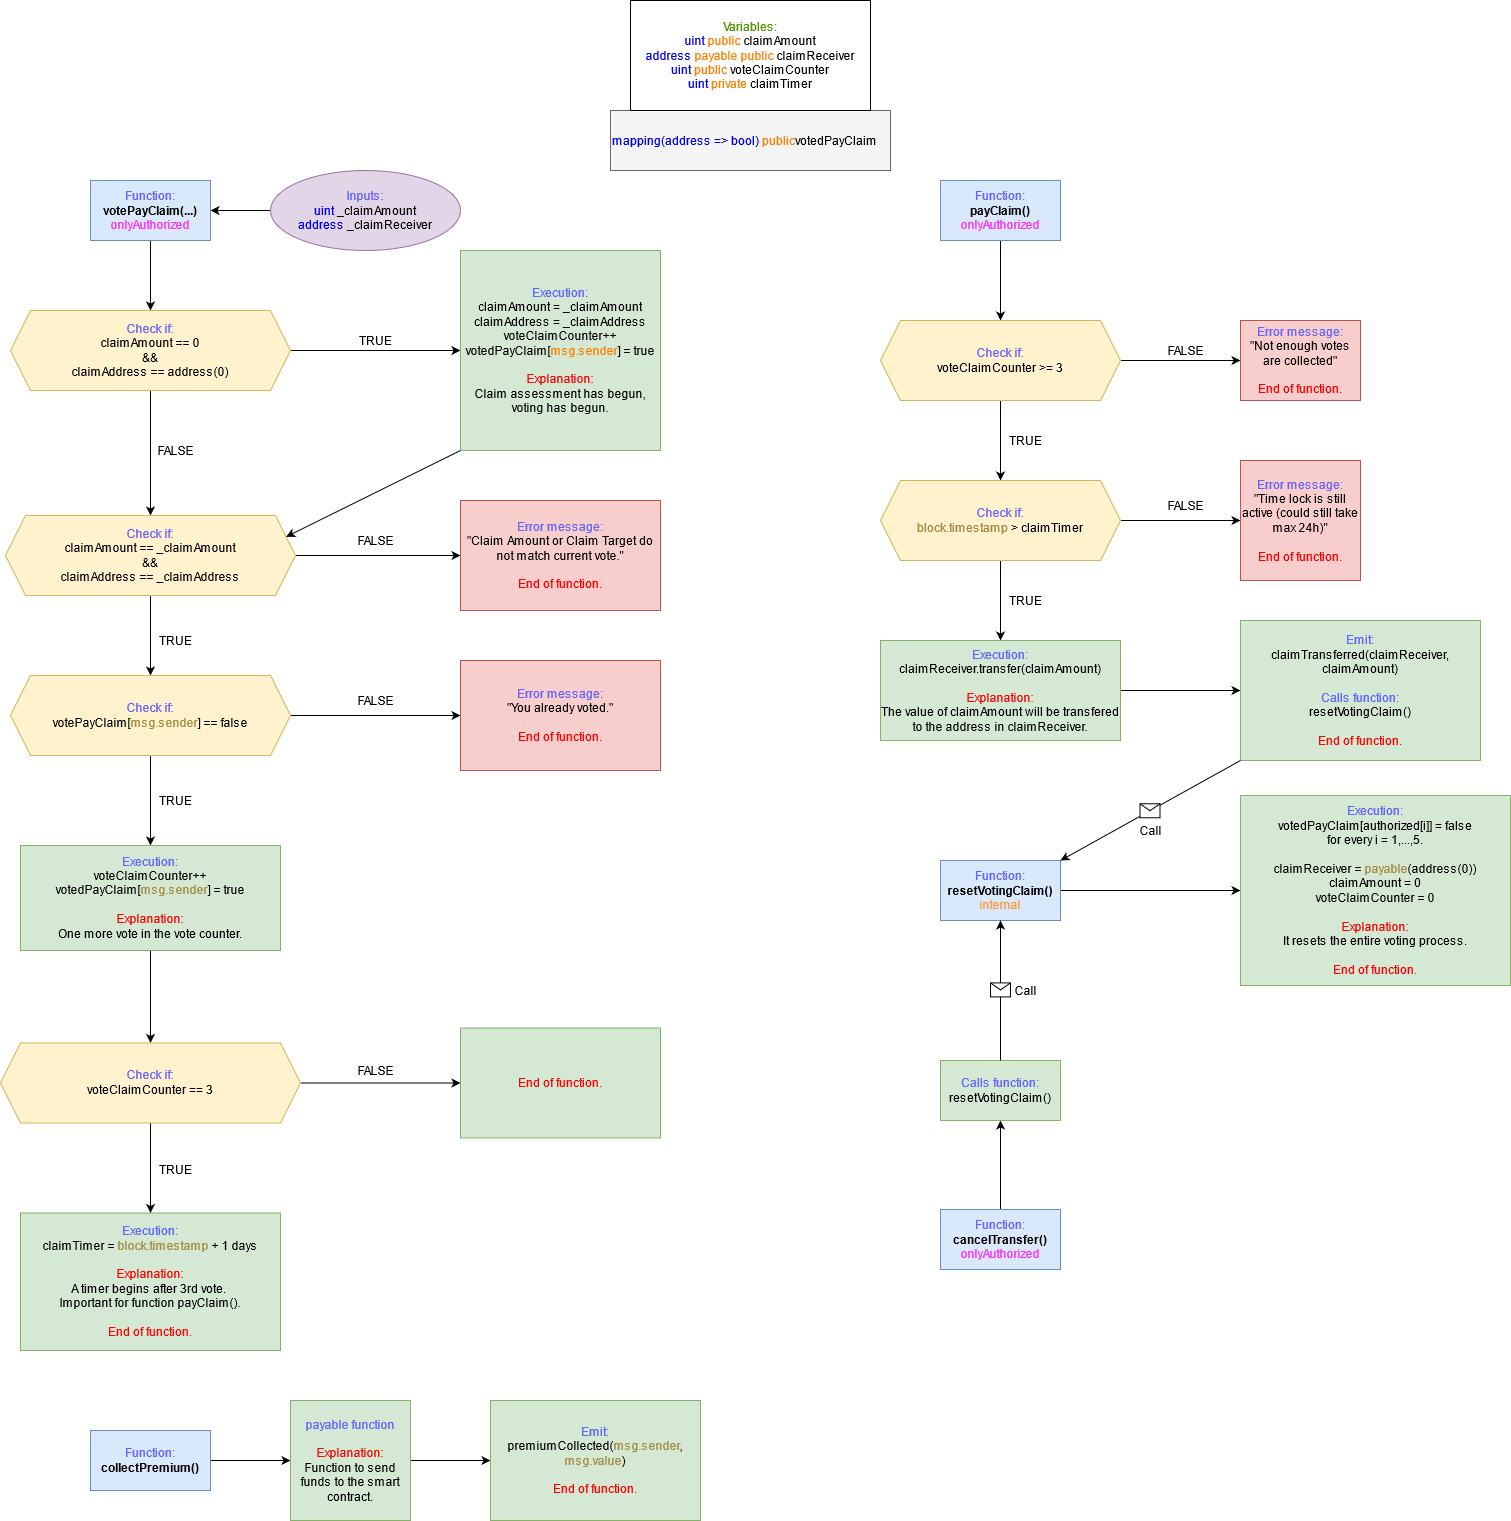 Variables:
uint public claimAmount
address payable public claimReceiver
uint public voteClaimCounter
uint private claimTimer
mapping(address => bool) publicvotedPayClaim
Function:
votePayClaim(...)
onlyAuthorized
Inputs:
uint _claimAmount
address _claimReceiver
Check if:
claimAmount == 0
&&
claimAddress == address(0)
TRUE
Execution:
claimAmount = _claimAmount
claimAddress = _claimAddress
voteClaimCounter++
votedPayClaim[msg.sender] = true
Explanation:
Claim assessment has begun,
voting has begun.
FALSE
Check if:
claimAmount == _claimAmount
&&
claimAddress == _claimAddress
FALSE
Error message:
"Claim Amount or Claim Target do
not match current vote."
End of function.
TRUE
Check if:
votePayClaim[msg.sender] == false
FALSE
Error message:
"You already voted."
End of function.
TRUE
Execution:
voteClaimCounter++
votedPayClaim[msg.sender] = true
Explanation:
One more vote in the vote counter.
Check if:
voteClaimCounter == 3
FALSE
End of function.
TRUE
Execution:
claimTimer = block.timestamp + 1 days
Explanation:
A timer begins after 3rd vote.
Important for function payClaim().
End of function.
Function:
collectPremium()
payable function
Explanation:
Function to send
funds to the smart
contract.
Emit:
premiumCollected(msg.sender,
msg.value)
End of function.
Function:
payClaim()
onlyAuthorized
Check if:
voteClaimCounter >= 3
FALSE
Error message:
"Not enough votes
are collected"
End of function.
TRUE
Check if:
block.timestamp > claimTimer
FALSE
Error message:
"Time lock is still
active (could still take
max 24h)"
End of function.
TRUE
Execution:
claimReceiver.transfer(claimAmount)
Explanation:
The value of claimAmount will be transfered
to the address in claimReceiver.
Emit:
claimTransferred(claimReceiver,
claimAmount)
Calls function:
resetVotingClaim()
End of function.
Call
Function:
resetVotingClaim()
internal
Execution:
votedPayClaim[authorized[i]] = false
for every i = 1,...,5.
claimReceiver = payable(address(0))
claimAmount = 0
voteClaimCounter = 0
Explanation:
It resets the entire voting process.
End of function.
Call
Calls function:
resetVotingClaim()
Function:
cancelTransfer()
onlyAuthorized